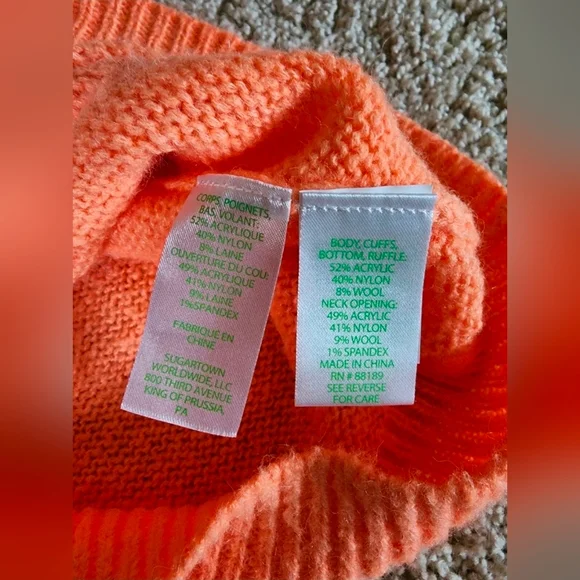 CORPS, POIGNETS,
BAS, VOLANT:
52% ACRYLIQUE
40% NYLON
8% LAINE
OUVERTURE DU COU:
49% ACRYLIQUE
41% NYLON
9% LAINE
1%SPANDEX
FABRIQUÉ EN
CHINE
SUGARTOWN
WORLDWIDE, LLC
800 THIRD AVENUE
KING OF PRUSSIA,
PA
BODY, CUFFS,
BOTTOM, RUFFLE:
52% ACRYLIC
40% NYLON
8% WOOL
NECK OPENING:
49% ACRYLIC
41% NYLON
9% WOOL
1% SPANDEX
MADE IN CHINA
RN # 88189
SEE REVERSE
FOR CARE